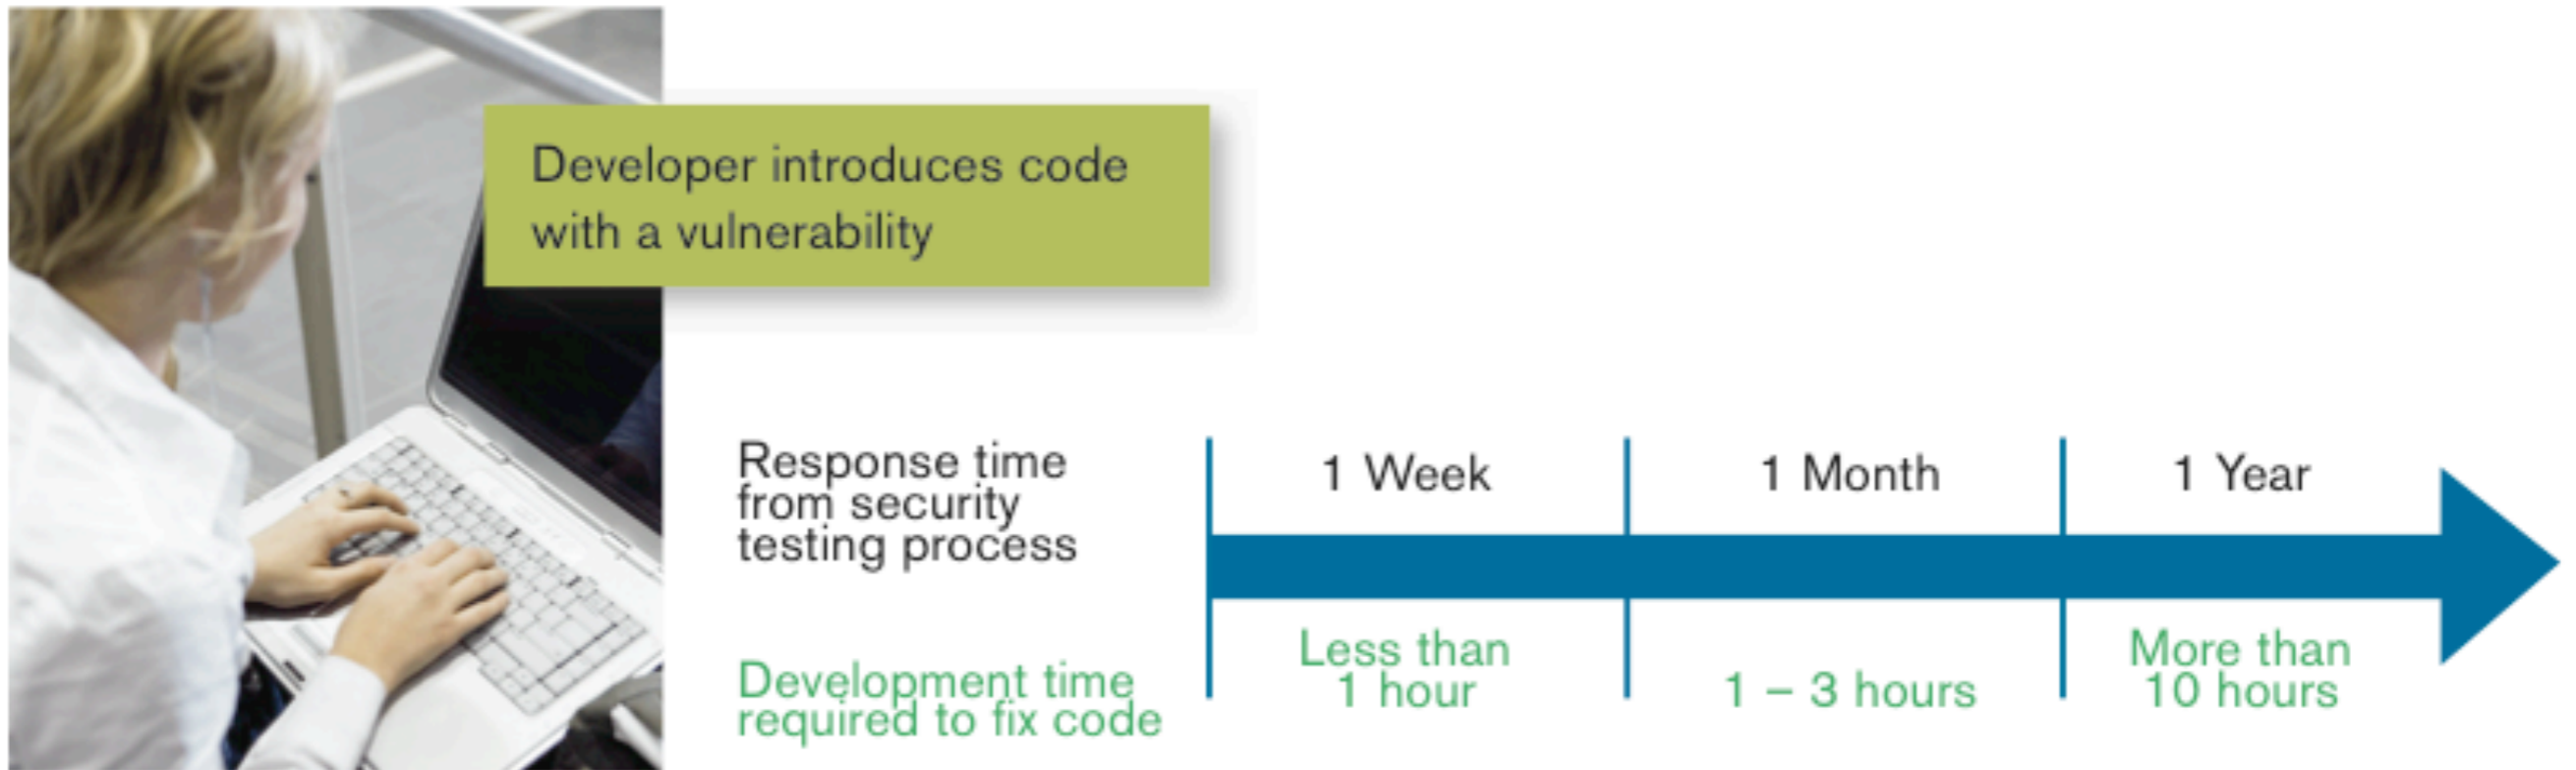 Developer introduces code
with a vulnerability
Response time
from security
testing process
1 Week
1 Month
1 Year
Development time
required to fix code
Less than
1 hour
1 – 3 hours
More than
10 hours